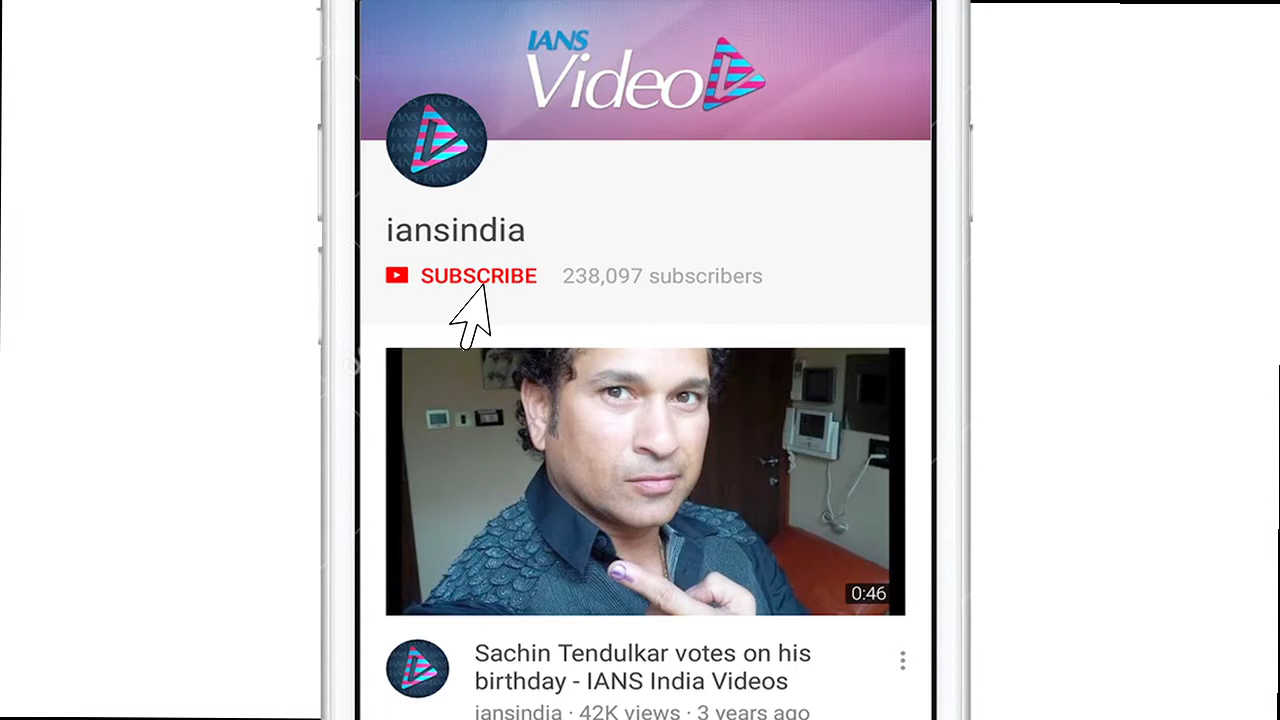 IANS
Video
iansindia
SUBSCRIBE 238,097 subscribers
0:46
Sachin Tendulkar votes on his
birthday - IANS India Videos
iansindia · 42K views · 3 years ago